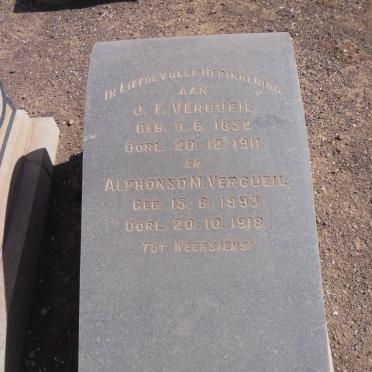 IN LIEFDEVOLLE HERINNERING
AAN
J. F. VERGUEIL
GEB. 9. 6. 1852
OORL. 20. 12. 1911.
EN
ALPHONSO M. VERGUEIL
GEB. 15. 6. 1893
OORL. 20. 10. 1918.
TOT WEERSIENS!